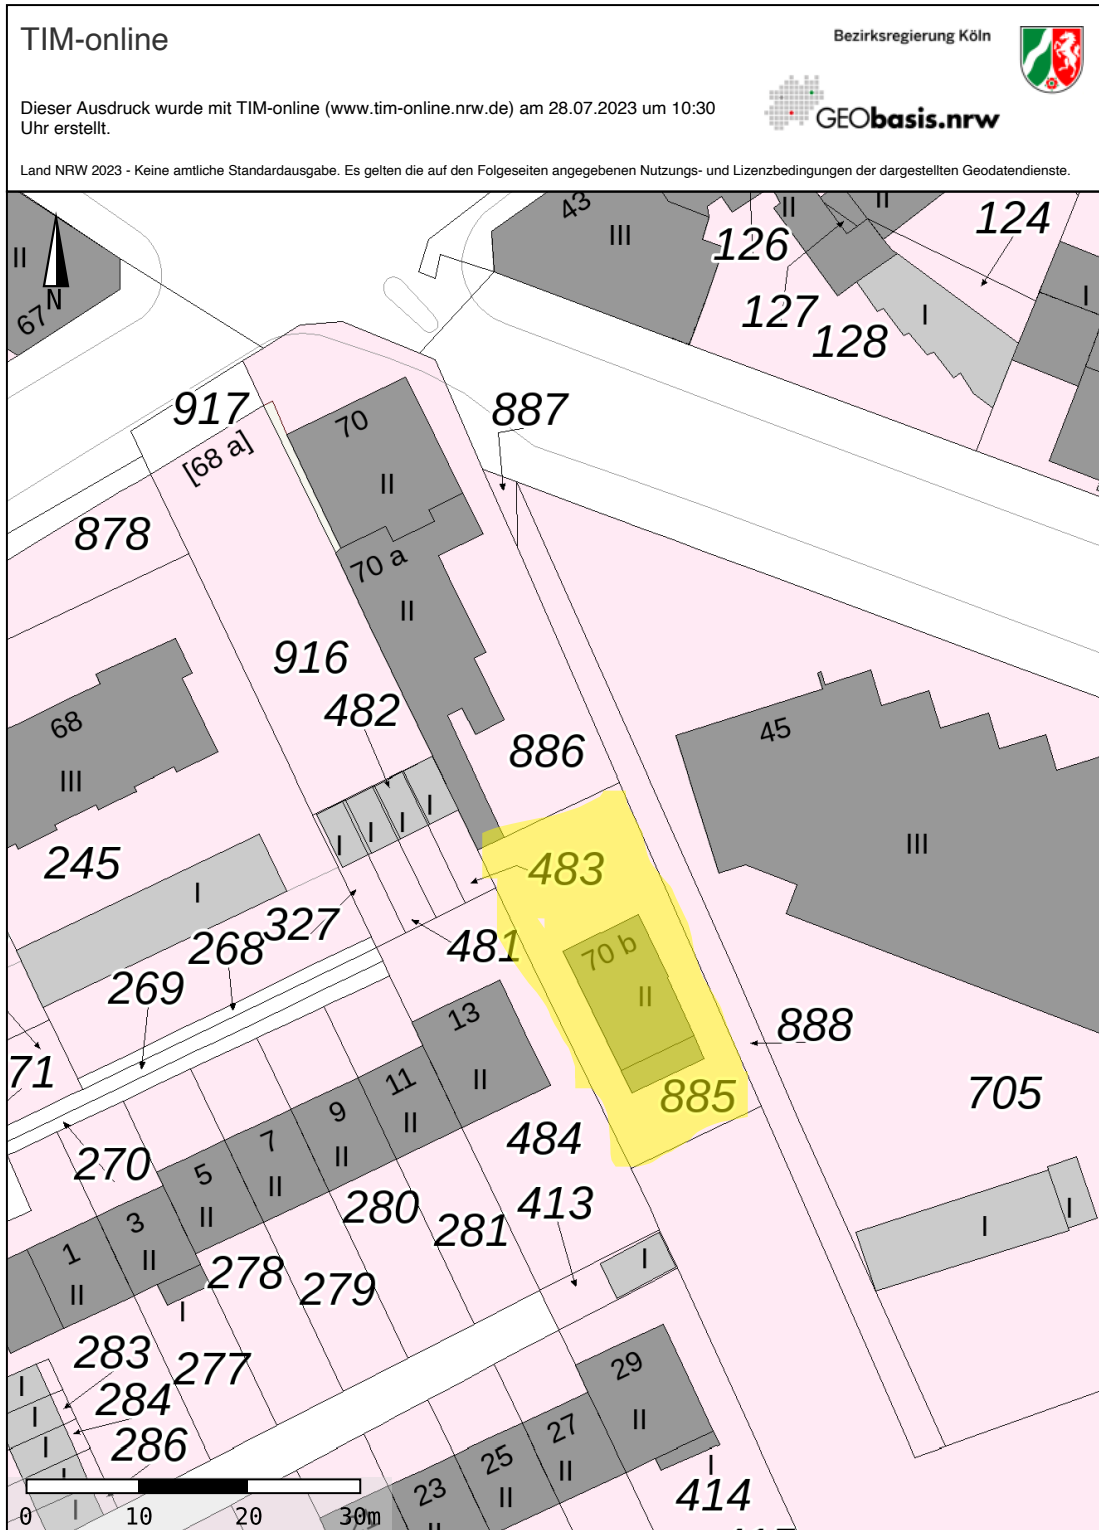 TIM-online
Bezirksregierung Köln
Dieser Ausdruck wurde mit TIM-online (www.tim-online.nrw.de) am 28.07.2023 um 10:30
Uhr erstellt.
GEObasis.nrw
Land NRW 2023 - Keine amtliche Standardausgabe. Es gelten die auf den Folgeseiten angegebenen Nutzungs- und Lizenzbedingungen der dargestellten Geodatendienste.
43
III
II
II
124
126
II
N
67
127
128
I
I
917
70
887
[68 a]
II
878
70 a
II
916
482
68
III
886
45
III
I
I
I
I
245
483
I
327
268
481
269
70 b
II
888
71
13
II
885
705
11
II
9
II
484
7
II
270
5
II
280
413
281
3
II
1
II
278
279
I
I
I
I
283
277
284
286
I
I
I
I
I
29
II
27
II
25
II
23
II
I
414
0 10 20 30m